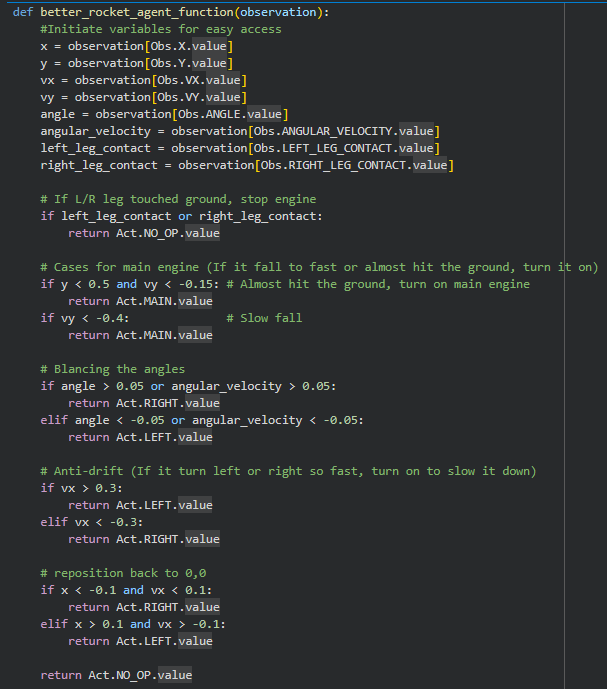 def better_rocket_agent_function(observation):
    #Initiate variables for easy access
    x = observation[Obs.X.value]
    y = observation[Obs.Y.value]
    vx = observation[Obs.VX.value]
    vy = observation[Obs.VY.value]
    angle = observation[Obs.ANGLE.value]
    angular_velocity = observation[Obs.ANGULAR_VELOCITY.value]
    left_leg_contact = observation[Obs.LEFT_LEG_CONTACT.value]
    right_leg_contact = observation[Obs.RIGHT_LEG_CONTACT.value]

    # If L/R leg touched ground, stop engine
    if left_leg_contact or right_leg_contact:
        return Act.NO_OP.value

    # Cases for main engine (If it fall to fast or almost hit the ground, turn it on)
    if y < 0.5 and vy < -0.15: # Almost hit the ground, turn on main engine
        return Act.MAIN.value
    if vy < -0.4:              # Slow fall
        return Act.MAIN.value

    # Blancing the angles
    if angle > 0.05 or angular_velocity > 0.05:
        return Act.RIGHT.value
    elif angle < -0.05 or angular_velocity < -0.05:
        return Act.LEFT.value

    # Anti-drift (If it turn left or right so fast, turn on to slow it down)
    if vx > 0.3:
        return Act.LEFT.value
    elif vx < -0.3:
        return Act.RIGHT.value

    # reposition back to 0,0
    if x < -0.1 and vx < 0.1:
        return Act.RIGHT.value
    elif x > 0.1 and vx > -0.1:
        return Act.LEFT.value

    return Act.NO_OP.value